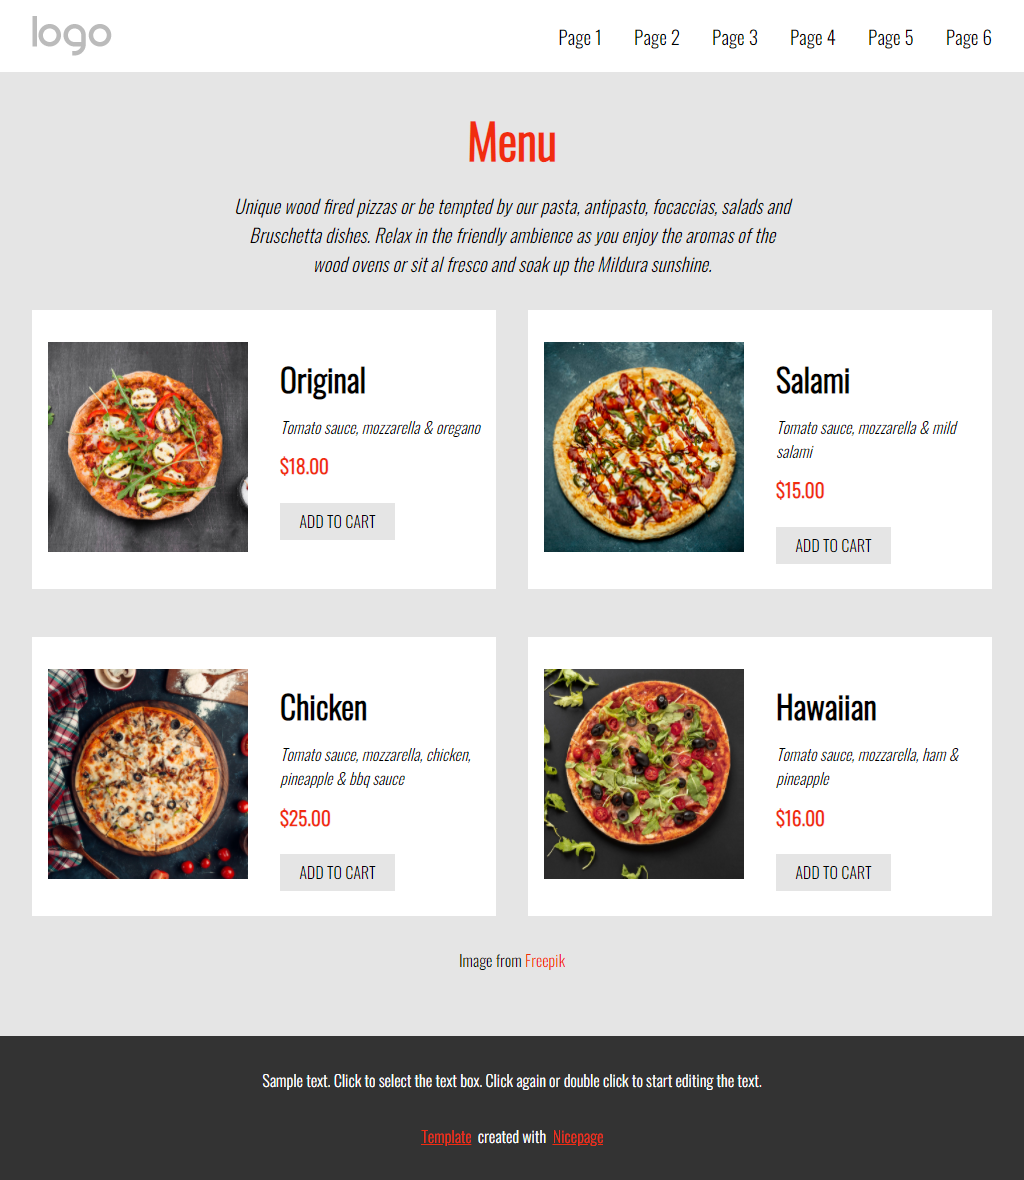 logo
Page 1 Page 2 Page 3 Page 4 Page 5 Page 6
Menu
Unique wood fired pizzas or be tempted by our pasta, antipasto, focaccias, salads and
Bruschetta dishes. Relax in the friendly ambience as you enjoy the aromas of the
wood ovens or sit al fresco and soak up the Mildura sunshine.
Original
Tomato sauce, mozzarella & oregano
$18.00
ADD TO CART
Salami
Tomato sauce, mozzarella & mild
salami
$15.00
ADD TO CART
Chicken
Tomato sauce, mozzarella, chicken,
pineapple & bbq sauce
$25.00
ADD TO CART
Hawaiian
Tomato sauce, mozzarella, ham &
pineapple
$16.00
ADD TO CART
Image from Freepik
Sample text. Click to select the text box. Click again or double click to start editing the text.
Template created with Nicepage